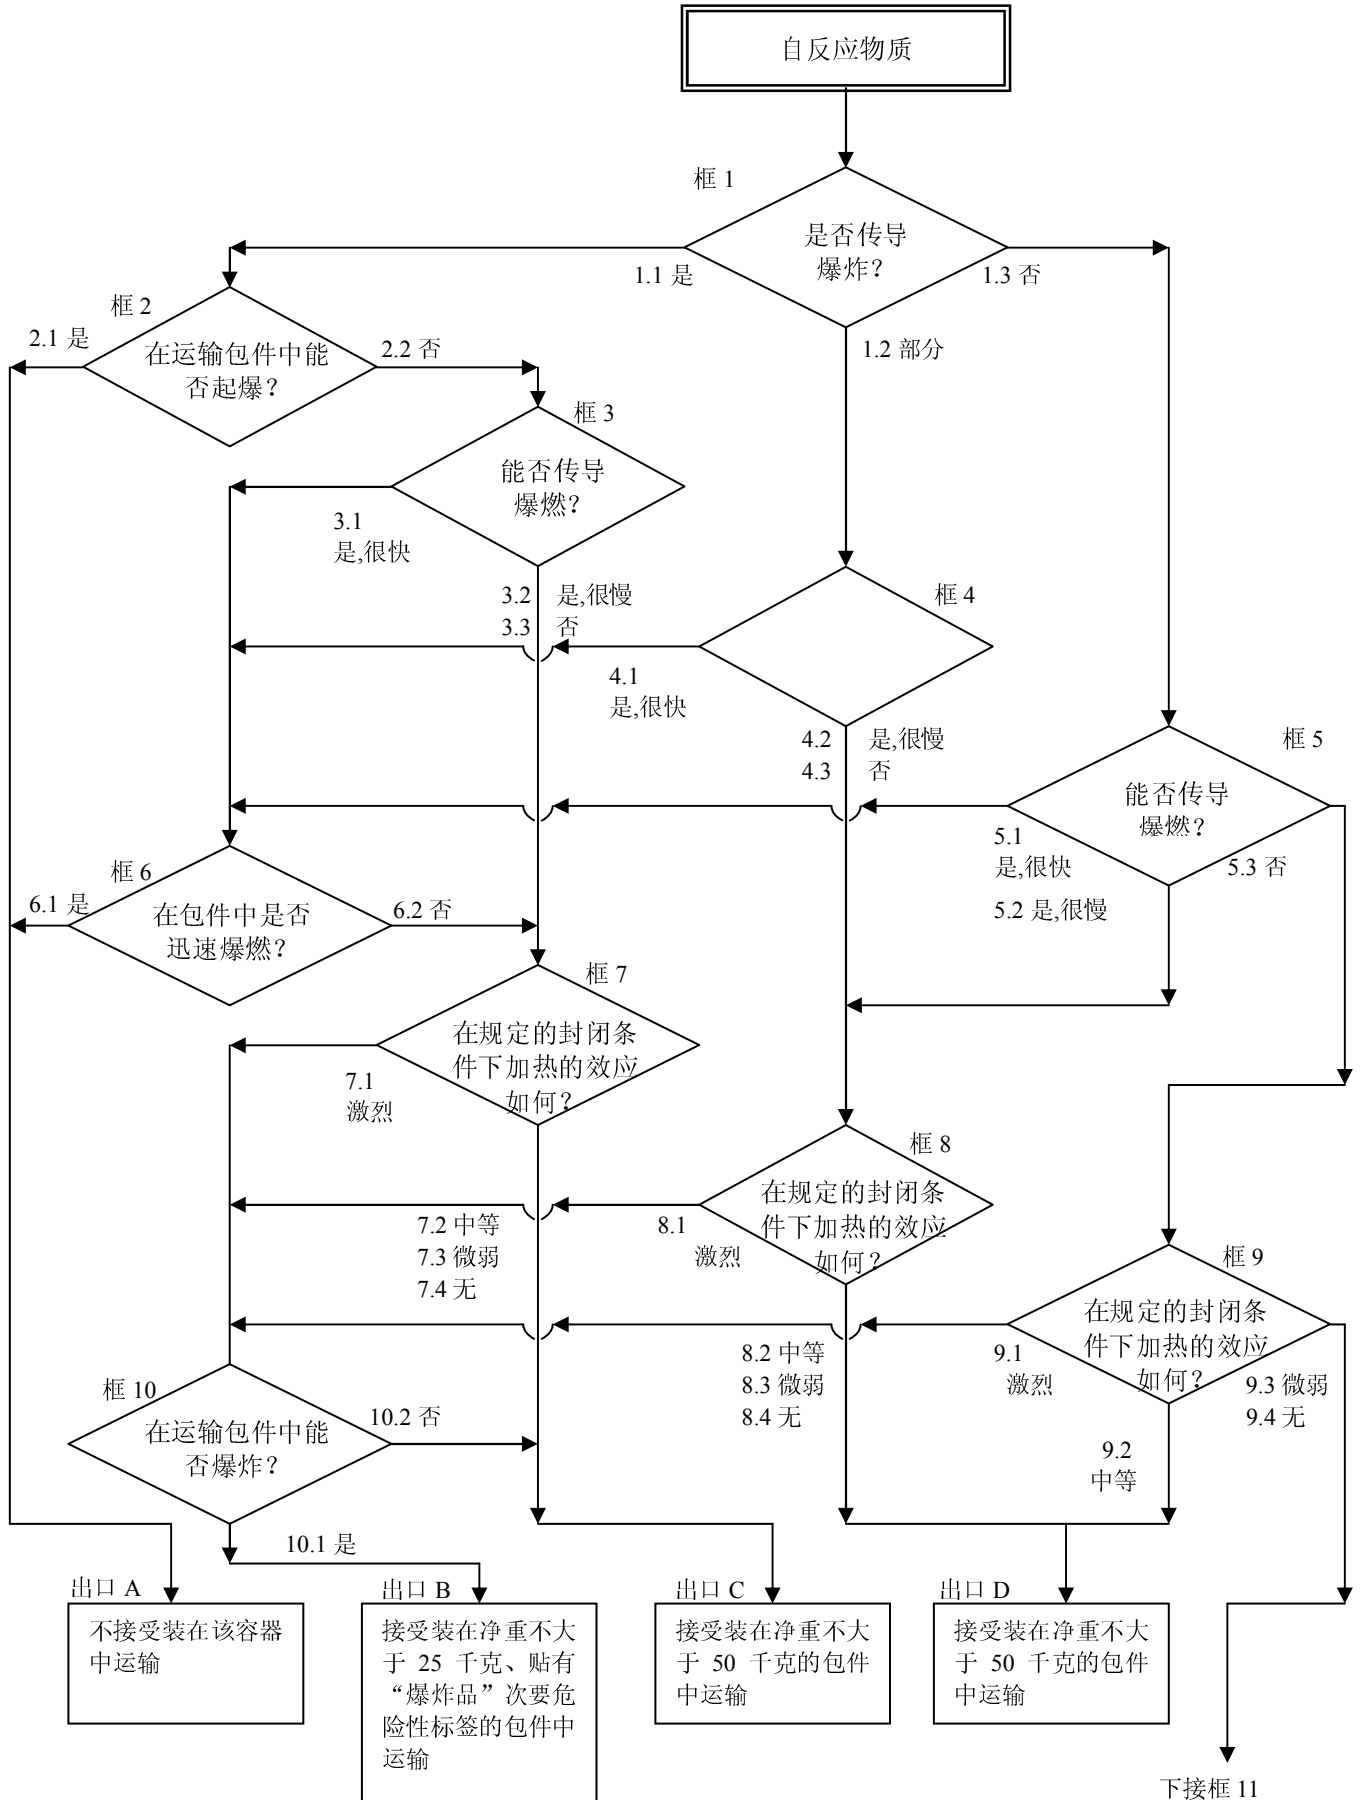 自反应物质
框 1
是否传导
爆炸?
1.1 是
1.3 否
1.2 部分
框 2
2.1 是
在运输包件中能
否起爆?
2.2 否
框 3
能否传导
爆燃?
3.1
是,很快
3.2 是,很慢
3.3 否
框 4
4.1
是,很快
4.2 是,很慢
4.3 否
框 5
能否传导
爆燃?
5.1
是,很快
5.2 是,很慢
5.3 否
框 6
6.1 是
在包件中是否
迅速爆燃?
6.2 否
框 7
在规定的封闭条
件下加热的效应
如何?
7.1
激烈
7.2 中等
7.3 微弱
7.4 无
框 8
在规定的封闭条
件下加热的效应
如何?
8.1
激烈
8.2 中等
8.3 微弱
8.4 无
框 9
在规定的封闭条
件下加热的效应
如何?
9.1
激烈
9.3 微弱
9.4 无
9.2
中等
框 10
在运输包件中能
否爆炸?
10.2 否
10.1 是
出口 A
不接受装在该容器
中运输
出口 B
接受装在净重不大
于 25 千克、贴有
“爆炸品”次要危
险性标签的包件中
运输
出口 C
接受装在净重不大
于 50 千克的包件
中运输
出口 D
接受装在净重不大
于 50 千克的包件
中运输
下接框 11